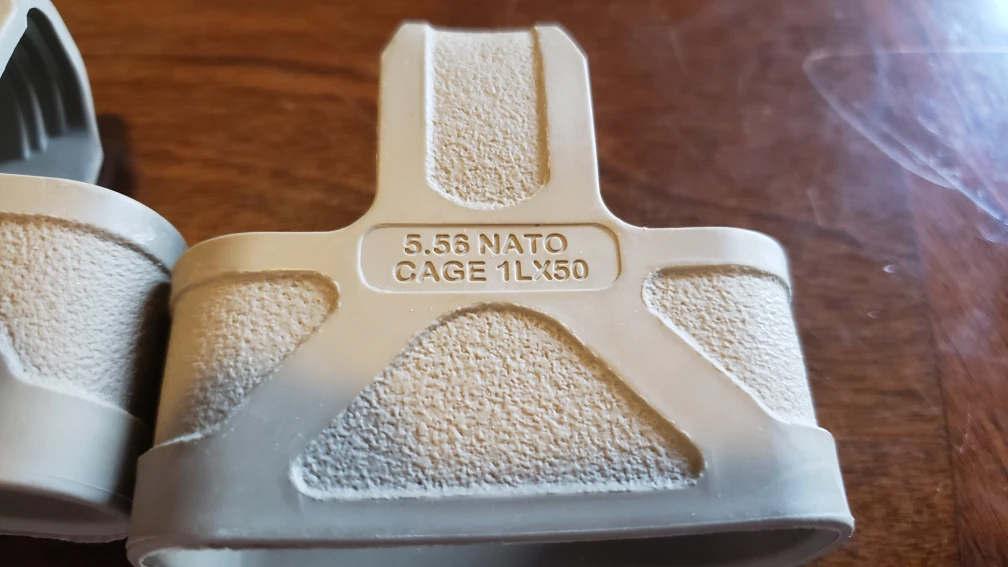 5.56 NATO
CAGE 1LX50